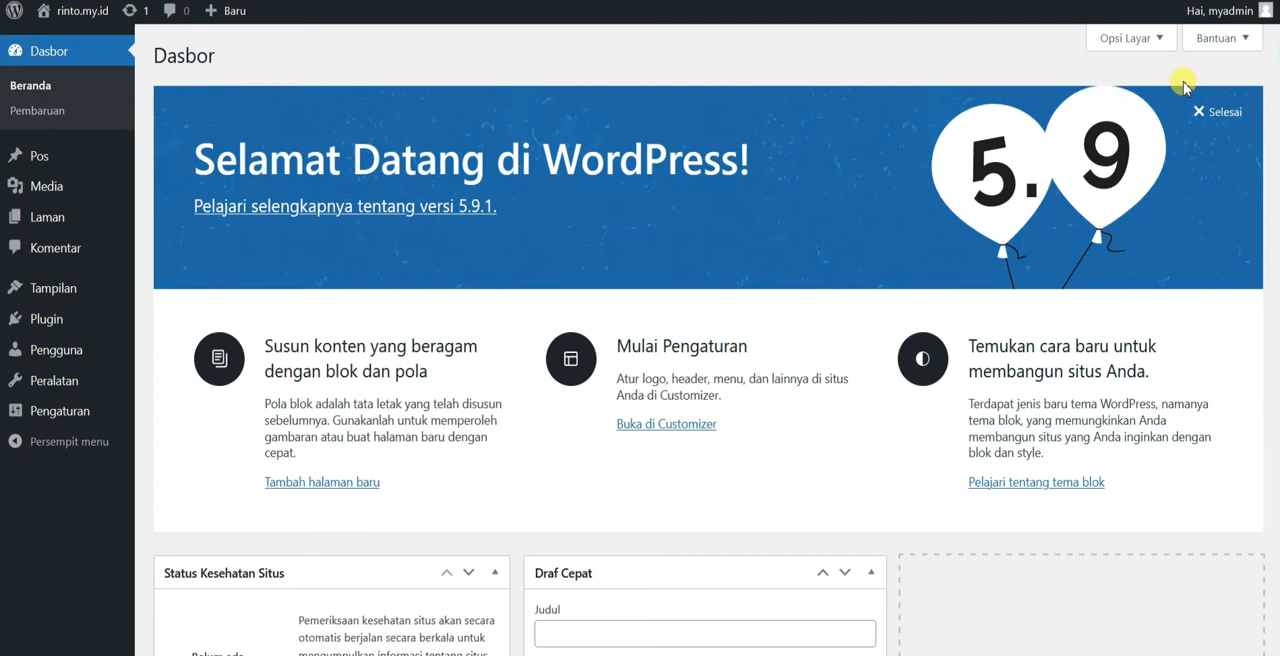 rinto.my.id 1 0 Baru Hai, myadmin
Opsi Layar Bantuan
Dasbor
Beranda
Pembaruan
Pos
Media
Laman
Komentar
Tampilan
Plugin
Pengguna
Peralatan
Pengaturan
Persempit menu
Dasbor
Selesai
Selamat Datang di WordPress!
Pelajari selengkapnya tentang versi 5.9.1.
5.9
Susun konten yang beragam
dengan blok dan pola
Pola blok adalah tata letak yang telah disusun
sebelumnya. Gunakanlah untuk memperoleh
gambaran atau buat halaman baru dengan
cepat.
Tambah halaman baru
Mulai Pengaturan
Atur logo, header, menu, dan lainnya di situs
Anda di Customizer.
Buka di Customizer
Temukan cara baru untuk
membangun situs Anda.
Terdapat jenis baru tema WordPress, namanya
tema blok, yang memungkinkan Anda
membangun situs yang Anda inginkan dengan
blok dan style.
Pelajari tentang tema blok
Status Kesehatan Situs
Pemeriksaan kesehatan situs akan secara
otomatis berjalan secara berkala untuk
mengumpulkan informasi tentang situs
Belum ada
Draf Cepat
Judul